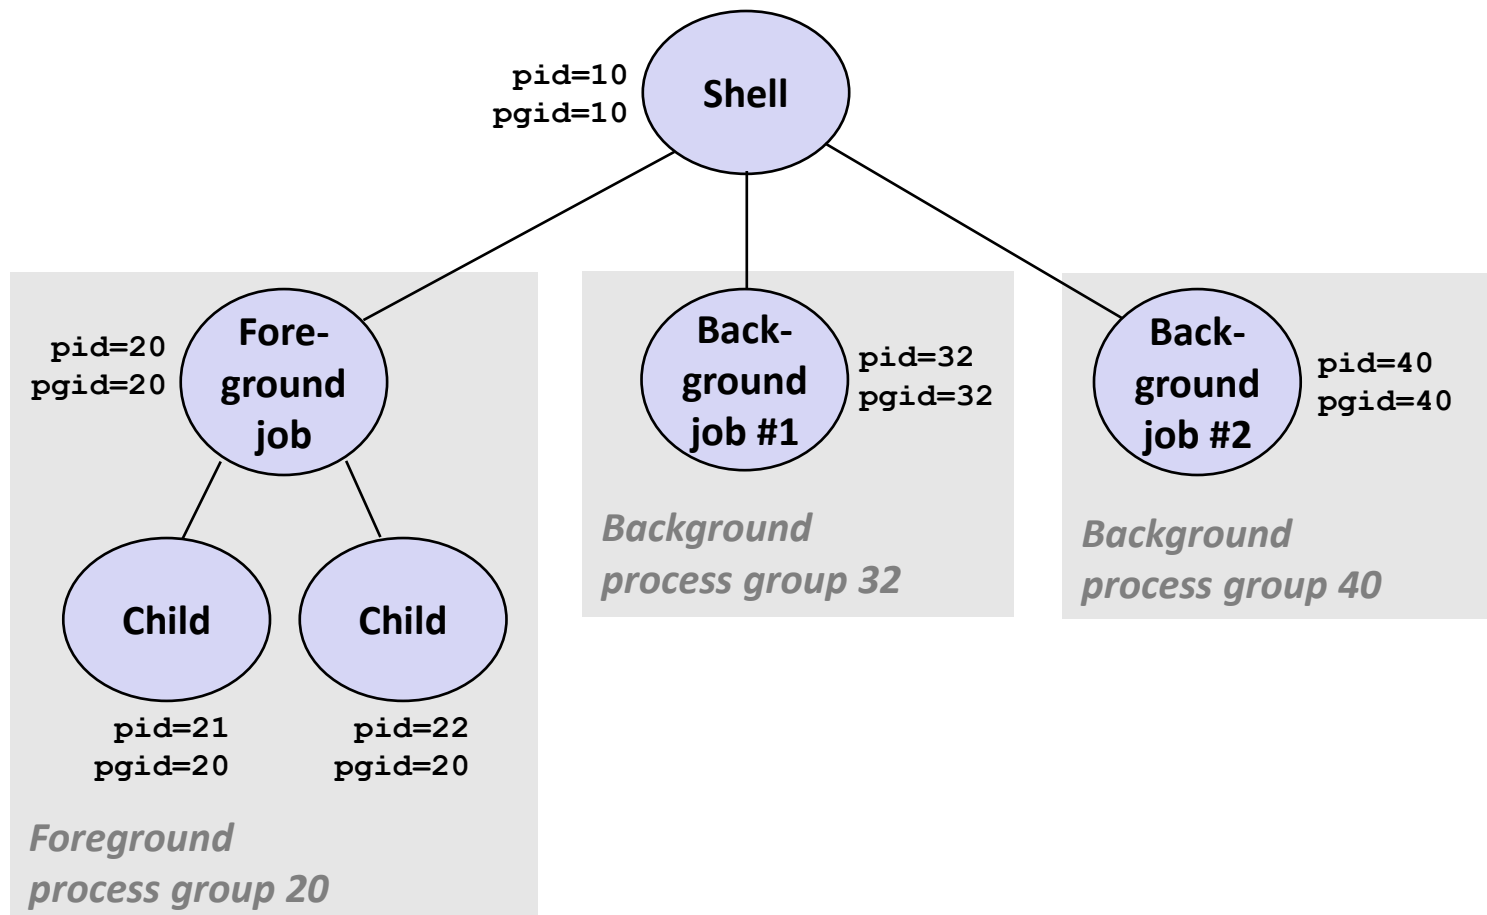 pid=10
pgid=10
Shell
pid=20
pgid=20
Fore-
ground
job
Back-
ground
job #1
pid=32
pgid=32
Back-
ground
job #2
pid=40
pgid=40
Background
process group 32
Background
process group 40
Child
Child
pid=21
pgid=20
pid=22
pgid=20
Foreground
process group 20